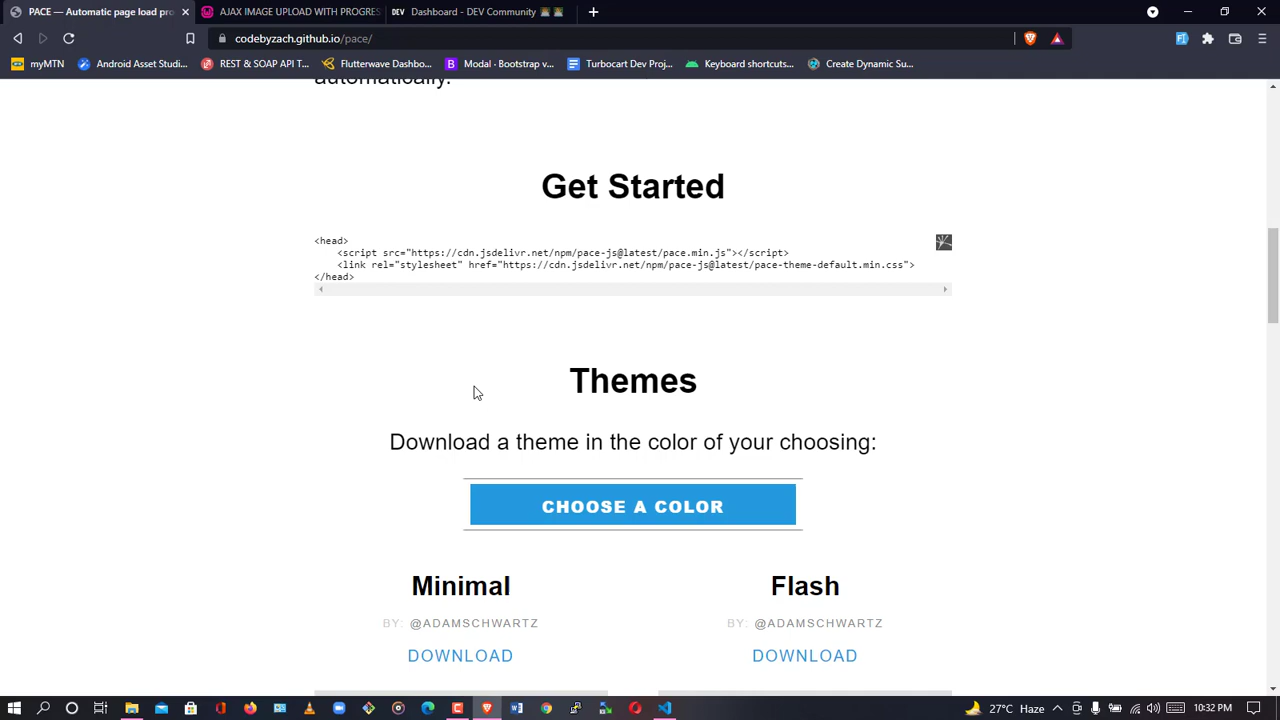 PACE — Automatic page load pro
AJAX IMAGE UPLOAD WITH PROGRES
DEV Dashboard - DEV Community
codebyzach.github.io/pace/
myMTN
Android Asset Studi...
REST & SOAP API T...
Flutterwave Dashbo...
Modal · Bootstrap v...
Turbocart Dev Proj...
Keyboard shortcuts...
Create Dynamic Su...
automatically.
Get Started
<head>
<script src="https://cdn.jsdelivr.net/npm/pace-js@latest/pace.min.js"></script>
<link rel="stylesheet" href="https://cdn.jsdelivr.net/npm/pace-js@latest/pace-theme-default.min.css">
</head>
Themes
Download a theme in the color of your choosing:
CHOOSE A COLOR
Minimal
BY: @ADAMSCHWARTZ
DOWNLOAD
Flash
BY: @ADAMSCHWARTZ
DOWNLOAD
27°C Haze
10:32 PM